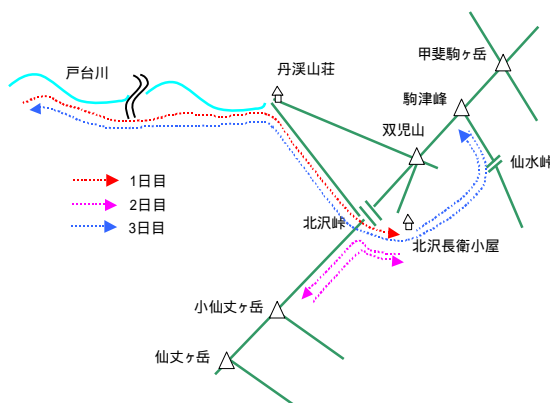 甲斐駒ヶ岳
戸台川
丹渓山荘
駒津峰
双児山
仙水峠
1日目
2日目
3日目
北沢峠
北沢長衛小屋
小仙丈ヶ岳
仙丈ヶ岳